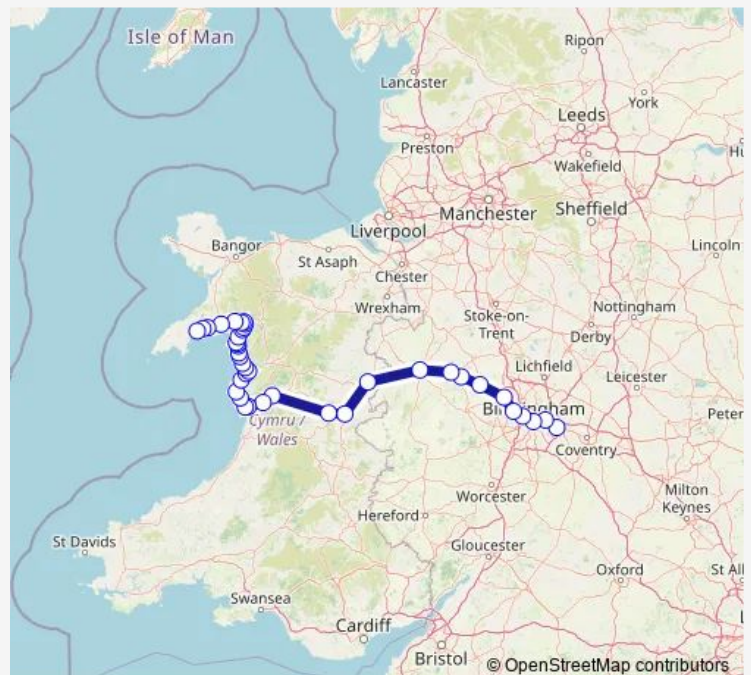 Isle of Man
Ripon
Lancaster
York
Leeds
Preston
Wakefield
Manchester
Sheffield
Liverpool
Bangor
St Asaph
Lincoln
Chester
Wrexham
Stoke-on-
Trent
Nottingham
Derby
Lichfield
Leicester
Cymru /
Wales
Coventry
Worcester
Milton
Keynes
Hereford
St Davids
Gloucester
Oxford
Swansea
Cardiff
Bristol
© OpenStreetMap contributors